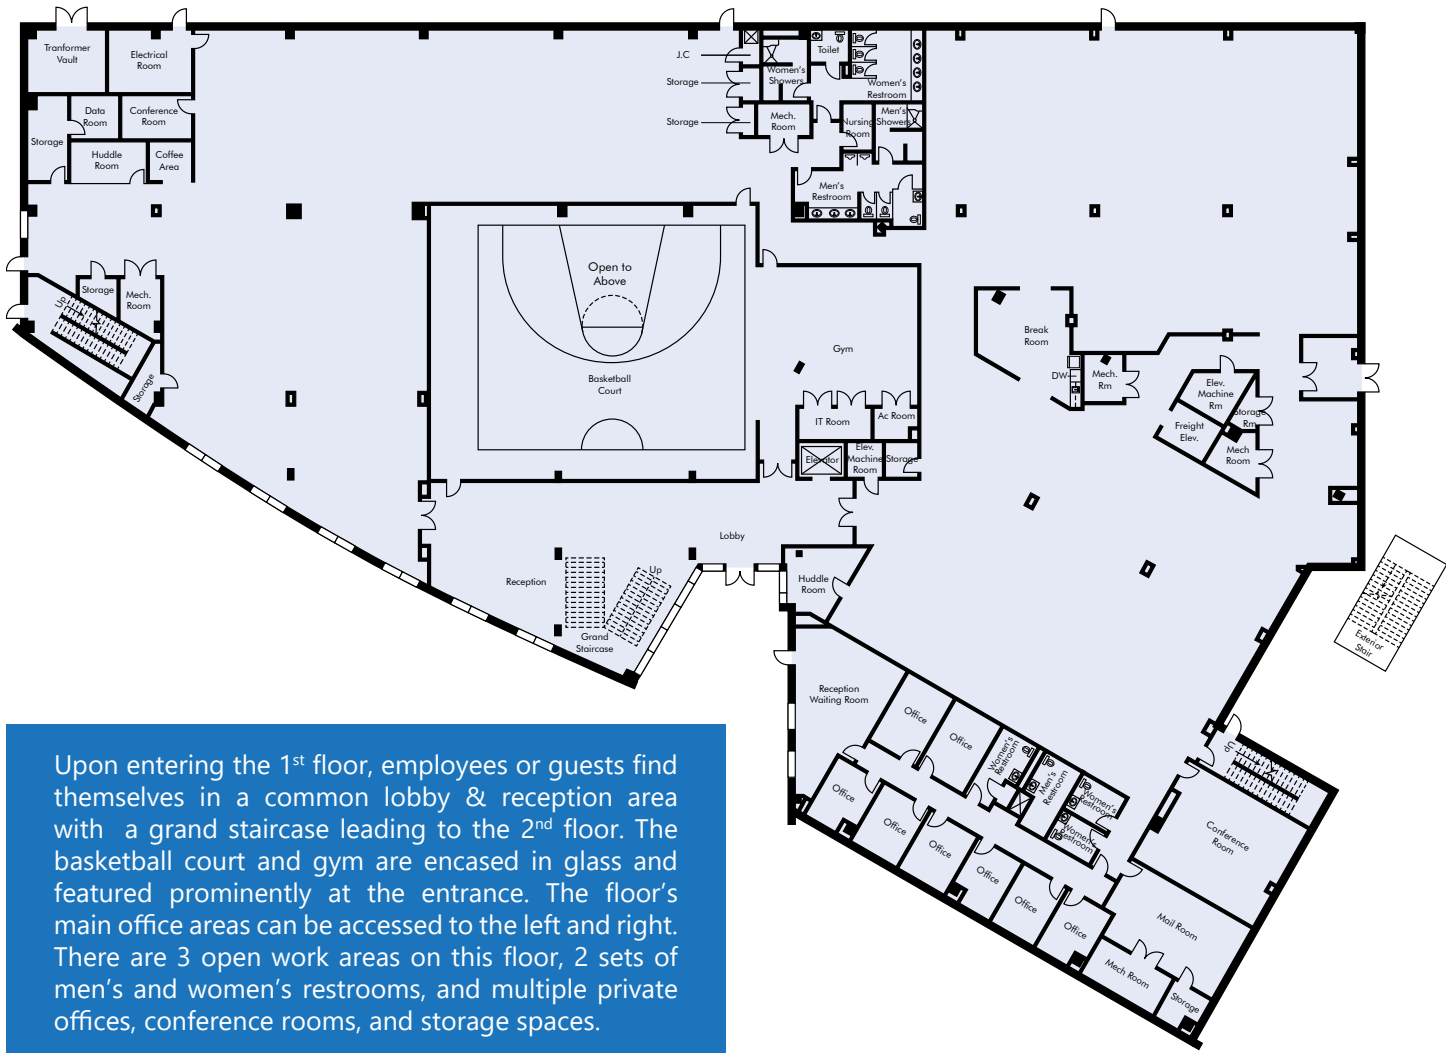 Tranformer
Vault
Electrical
Room
Data
Room
Conference
Room
Storage
Huddle
Room
Coffee
Area
J.C
Storage
Storage
Women's
Showers
Toilet
Women's
Restroom
Mech.
Room
Nursing
Room
Men's
Showers
Men's
Restroom
Storage
Mech.
Room
Up
Storage
Open to
Above
Basketball
Court
Gym
IT Room
Ac Room
Elevator
Elev.
Machine
Room
Storage
Break
Room
DW
Mech.
Rm
Elev.
Machine
Rm
Storage
Rm
Freight
Elev.
Mech
Room
Lobby
Reception
Up
Grand
Staircase
Huddle
Room
Exterior
Stair
Reception
Waiting Room
Office
Office
Women's
Restroom
Men's
Restroom
Women's
Restroom
Women's
Restroom
Up
Office
Office
Office
Office
Office
Office
Conference
Room
Mail Room
Mech Room
Storage
Upon entering the 1st floor, employees or guests find
themselves in a common lobby & reception area
with a grand staircase leading to the 2nd floor. The
basketball court and gym are encased in glass and
featured prominently at the entrance. The floor's
main office areas can be accessed to the left and right.
There are 3 open work areas on this floor, 2 sets of
men's and women's restrooms, and multiple private
offices, conference rooms, and storage spaces.